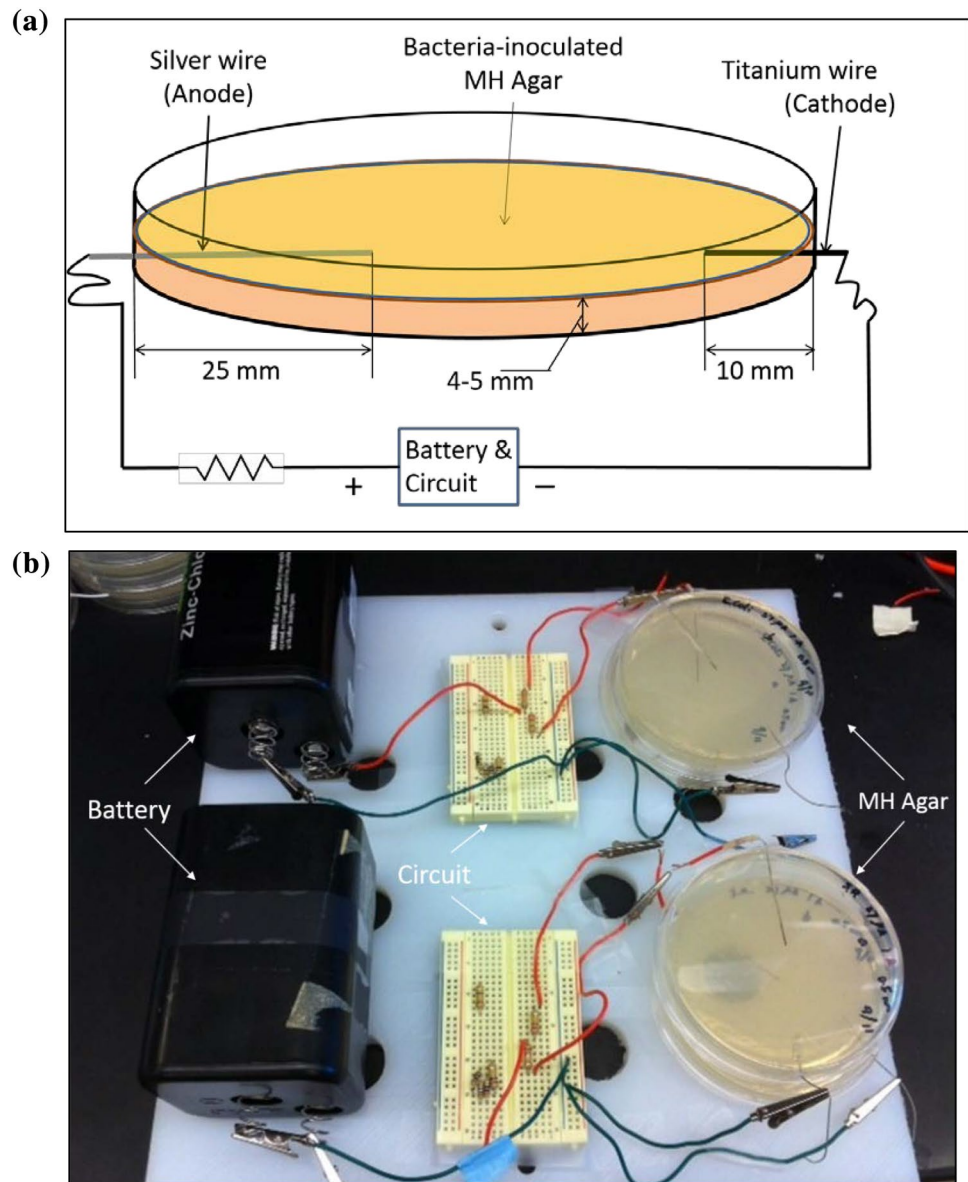 (a)
Silver wire
(Anode)
Bacteria-inoculated
MH Agar
Titanium wire
(Cathode)
25 mm
4-5 mm
10 mm
+
Battery &
Circuit
−
(b)
Zinc-Chlo
Battery
Circuit
MH Agar